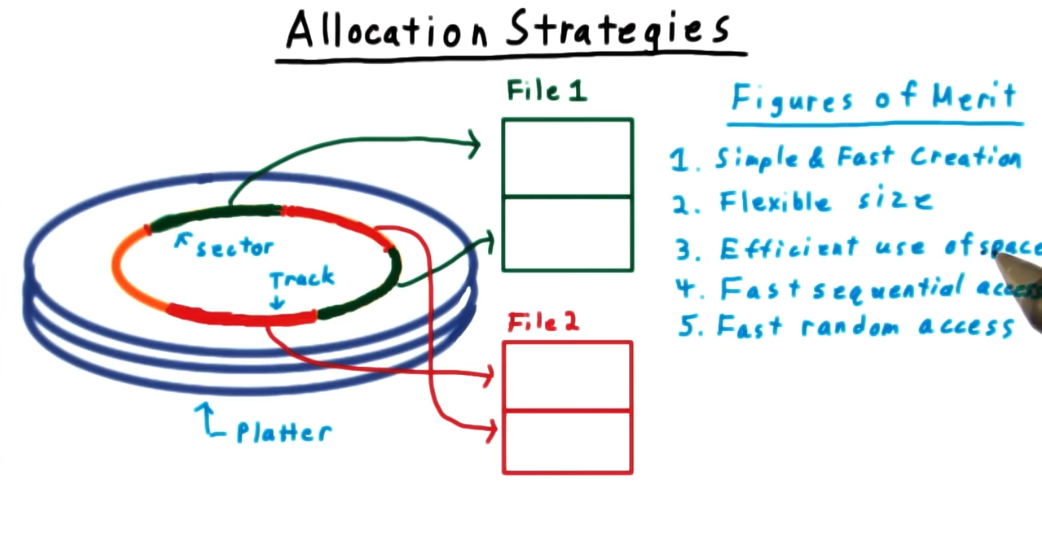 Allocation Strategies
File 1
Figures of Merit
1. Simple & Fast Creation
2. Flexible size
3. Efficient use of space
4. Fast sequential access
5. Fast random access
sector
Track
File 2
Platter